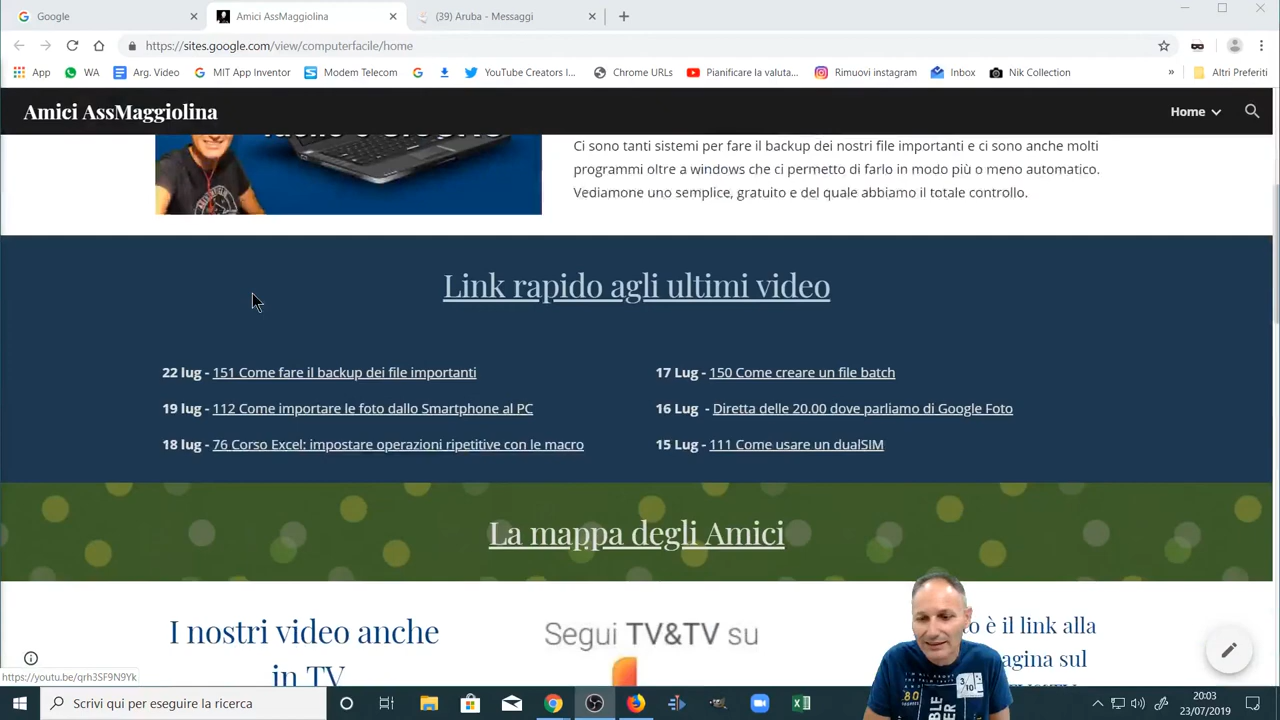 Google
Amici AssMaggiolina
(39) Aruba - Messaggi
https://sites.google.com/view/computerfacile/home
App
WA
Arg. Video
MIT App Inventor
Modem Telecom
YouTube Creators I...
Chrome URLs
Pianificare la valuta...
Rimuovi instagram
Inbox
Nik Collection
»
Altri Preferiti
Amici AssMaggiolina
Home
Ci sono tanti sistemi per fare il backup dei nostri file importanti e ci sono anche molti
programmi oltre a windows che ci permetto di farlo in modo più o meno automatico.
Vediamone uno semplice, gratuito e del quale abbiamo il totale controllo.
Link rapido agli ultimi video
22 lug - 151 Come fare il backup dei file importanti
19 lug - 112 Come importare le foto dallo Smartphone al PC
18 lug - 76 Corso Excel: impostare operazioni ripetitive con le macro
17 Lug - 150 Come creare un file batch
16 Lug - Diretta delle 20.00 dove parliamo di Google Foto
15 Lug - 111 Come usare un dualSIM
La mappa degli Amici
I nostri video anche
in TV
Segui TV&TV su
è il link alla
agina sul
https://youtu.be/qrh3SF9N9Yk
Scrivi qui per eseguire la ricerca
20:03
23/07/2019